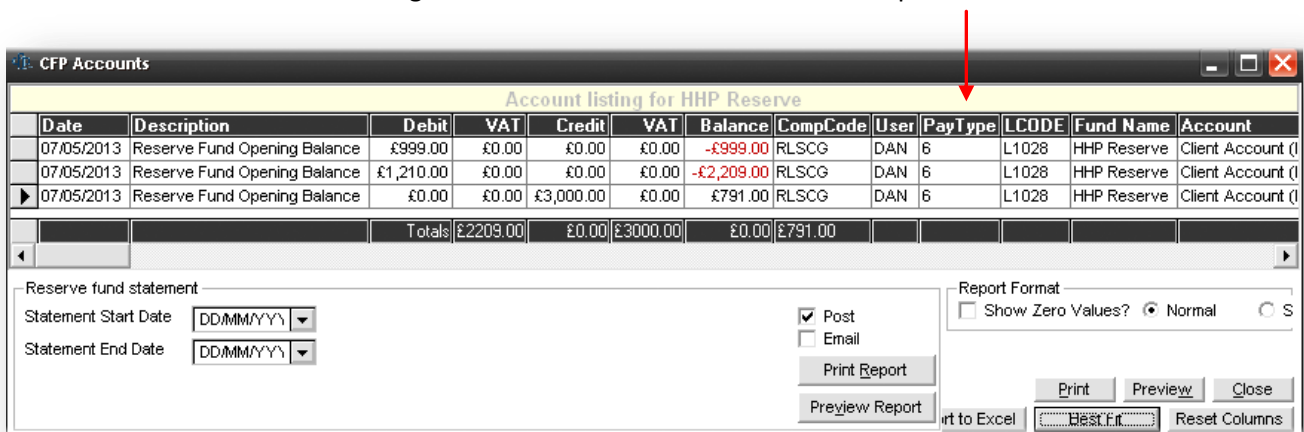 CFP Accounts
Account listing for HHP Reserve
Date Description Debit VAT Credit VAT Balance CompCode User PayType LCODE Fund Name Account
07/05/2013 Reserve Fund Opening Balance £999.00 £0.00 £0.00 £0.00 -£999.00 RLSCG DAN 6 L1028 HHP Reserve Client Account (
07/05/2013 Reserve Fund Opening Balance £1,210.00 £0.00 £0.00 £0.00 -£2,209.00 RLSCG DAN 6 L1028 HHP Reserve Client Account (
07/05/2013 Reserve Fund Opening Balance £0.00 £0.00 £3,000.00 £0.00 £791.00 RLSCG DAN 6 L1028 HHP Reserve Client Account (
Totals £2209.00 £0.00 £3000.00 £0.00 £791.00
Reserve fund statement
Report Format
Statement Start Date DD/MM/YY
Post
Show Zero Values? Normal S
Statement End Date DD/MM/YY
Email
Print Report
Print Preview Close
Preview Report
rt to Excel Best Fit Reset Columns